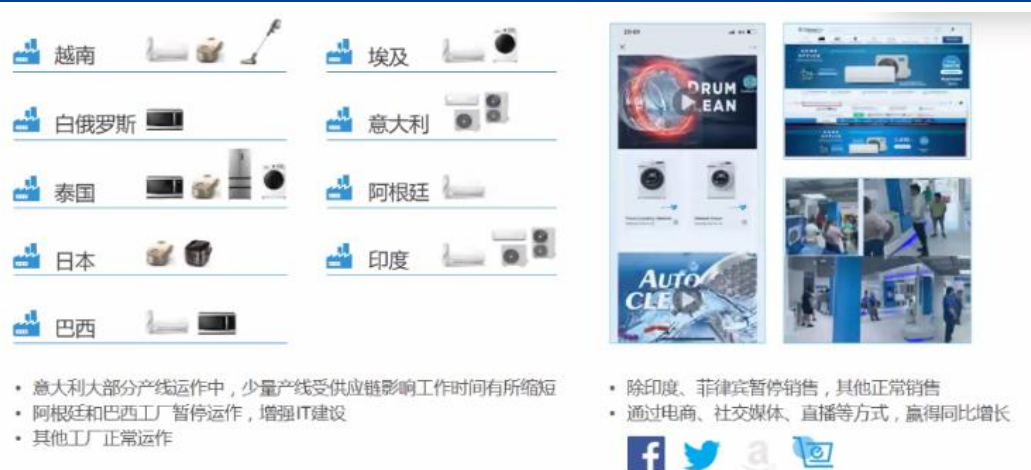 越南
埃及
白俄罗斯
意大利
泰国
阿根廷
日本
印度
巴西
• 意大利大部分产线运作中，少量产线受供应链影响工作时间有所缩短
• 阿根廷和巴西工厂暂停运作，增强IT建设
• 其他工厂正常运作
DRUM
CLEAN
AUTO
• 除印度、菲律宾暂停销售，其他正常销售
• 通过电商、社交媒体、直播等方式，赢得同比增长